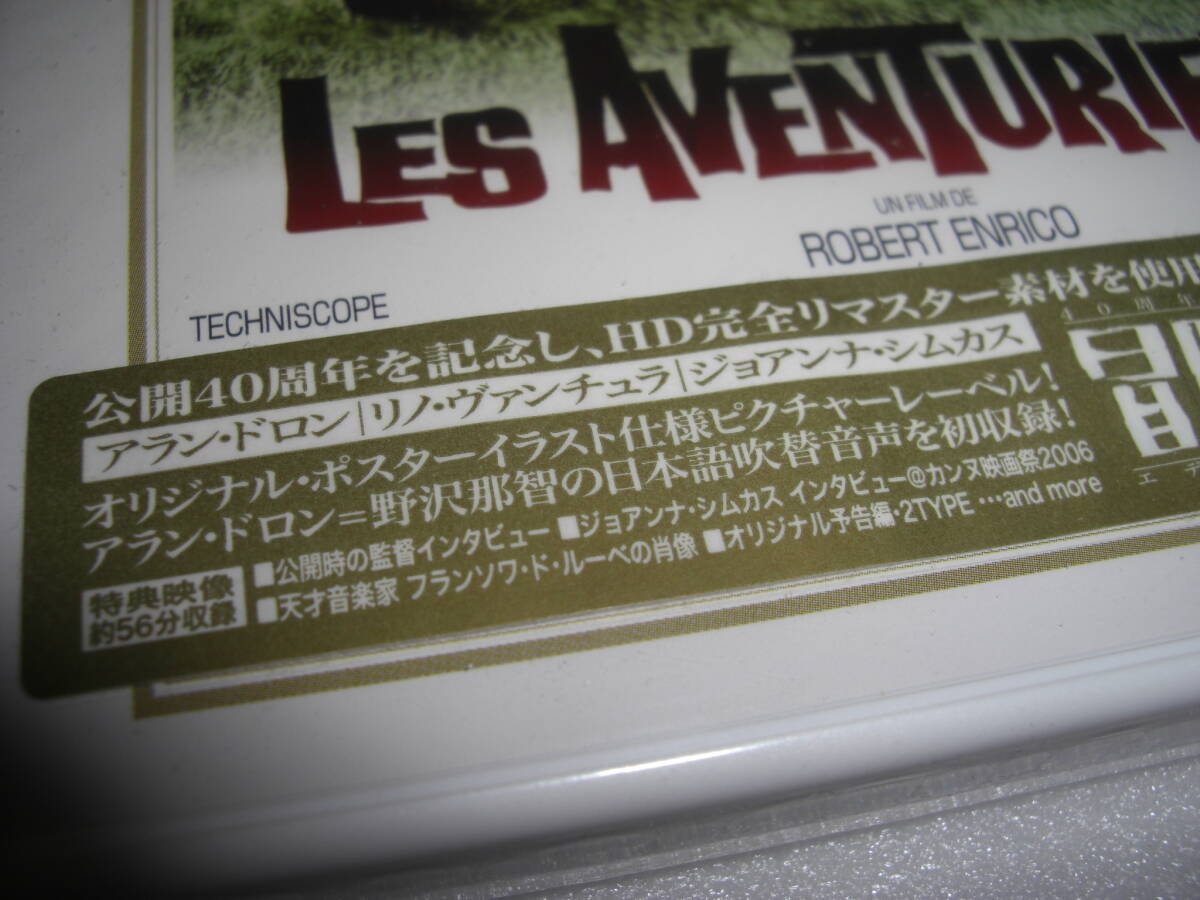 LES AVENTURIE
UN FILM DE
ROBERT ENRICO
TECHNISCOPE
公開40周年を記念し、HD完全リマスター素材を使用
アラン・ドロン|リノ・ヴァンチュラ|ジョアンナ・シムカス
オリジナル・ポスターイラスト仕様ピクチャーレーベル!
アラン・ドロン=野沢那智の日本語吹替音声を初収録!
特典映像
約56分収録
■公開時の監督インタビュー ■ジョアンナ・シムカス インタビュー@カンヌ映画祭2006
■天才音楽家 フランソワ・ド・ルーベの肖像 ■オリジナル予告編・2TYPE …and more
40周年